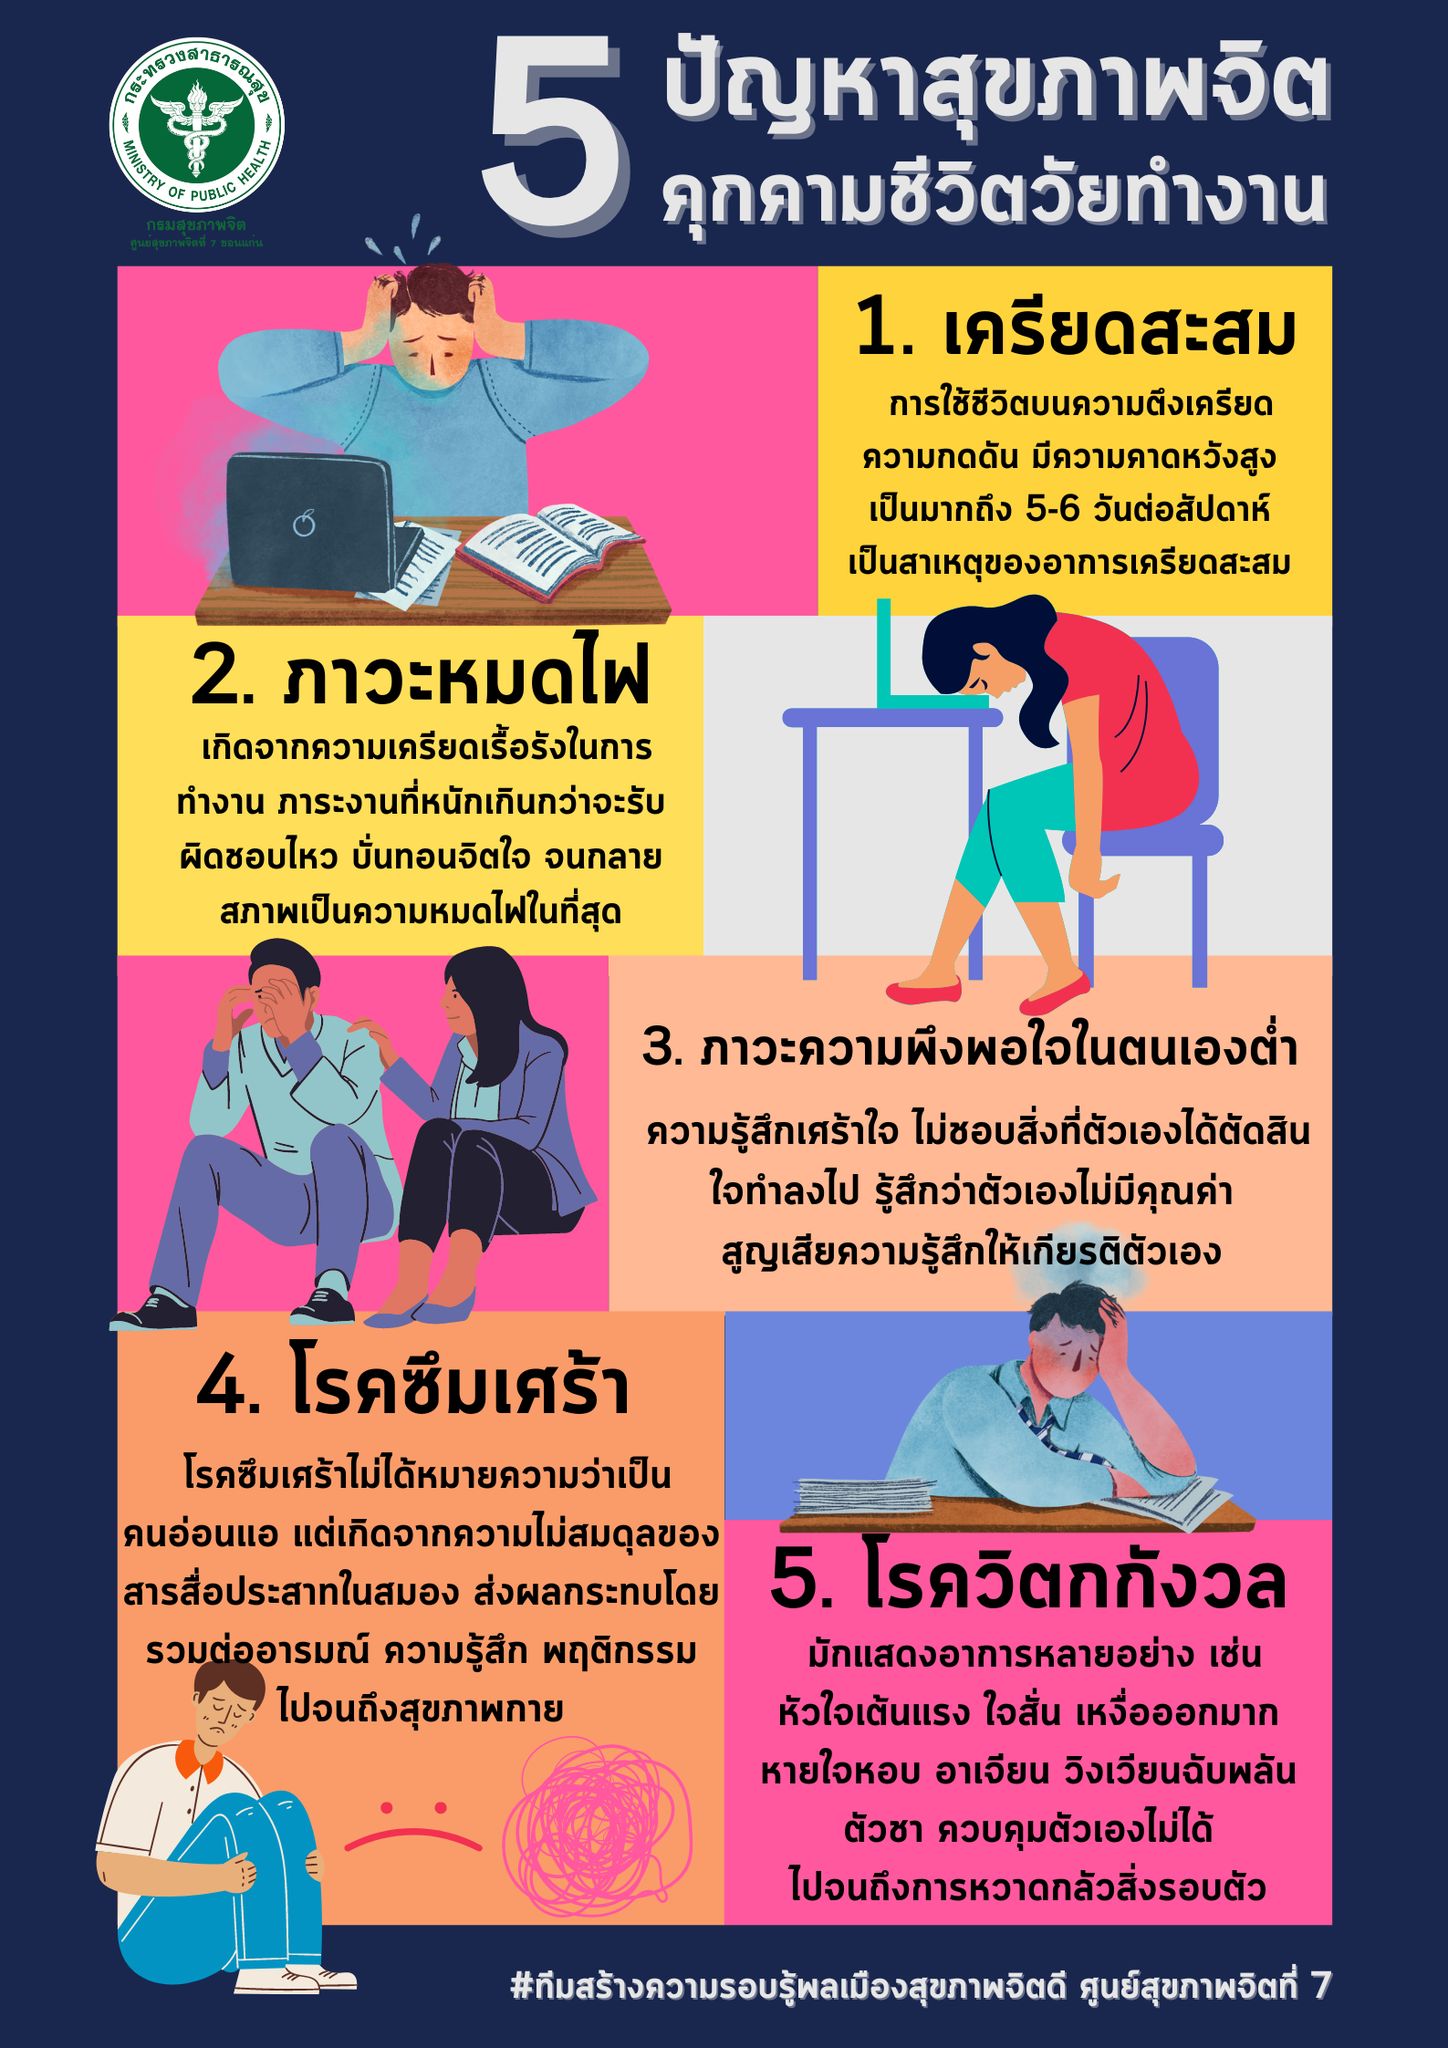 กระทรวงสาธารณสุข
MINISTRY OF PUBLIC HEALTH
กรมสุขภาพจิต
ศูนย์สุขภาพจิตที่ 7 ขอนแก่น
5 ปัญหาสุขภาพจิต
คุกคามชีวิตวัยทำงาน
1. เครียดสะสม
การใช้ชีวิตบนความตึงเครียด
ความกดดัน มีความคาดหวังสูง
เป็นมากถึง 5-6 วันต่อสัปดาห์
เป็นสาเหตุของอาการเครียดสะสม
2. ภาวะหมดไฟ
เกิดจากความเครียดเรื้อรังในการ
ทำงาน ภาระงานที่หนักเกินกว่าจะรับ
ผิดชอบไหว บั่นทอนจิตใจ จนกลาย
สภาพเป็นความหมดไฟในที่สุด
3. ภาวะความพึงพอใจในตนเองต่ำ
ความรู้สึกเศร้าใจ ไม่ชอบสิ่งที่ตัวเองได้ตัดสิน
ใจทำลงไป รู้สึกว่าตัวเองไม่มีคุณค่า
สูญเสียความรู้สึกให้เกียรติตัวเอง
4. โรคซึมเศร้า
โรคซึมเศร้าไม่ได้หมายความว่าเป็น
คนอ่อนแอ แต่เกิดจากความไม่สมดุลของ
สารสื่อประสาทในสมอง ส่งผลกระทบโดย
รวมต่ออารมณ์ ความรู้สึก พฤติกรรม
ไปจนถึงสุขภาพกาย
5. โรควิตกกังวล
มักแสดงอาการหลายอย่าง เช่น
หัวใจเต้นแรง ใจสั่น เหงื่อออกมาก
หายใจหอบ อาเจียน วิงเวียนฉับพลัน
ตัวชา ควบคุมตัวเองไม่ได้
ไปจนถึงการหวาดกลัวสิ่งรอบตัว
#ทีมสร้างความรอบรู้พลเมืองสุขภาพจิตดี ศูนย์สุขภาพจิตที่ 7